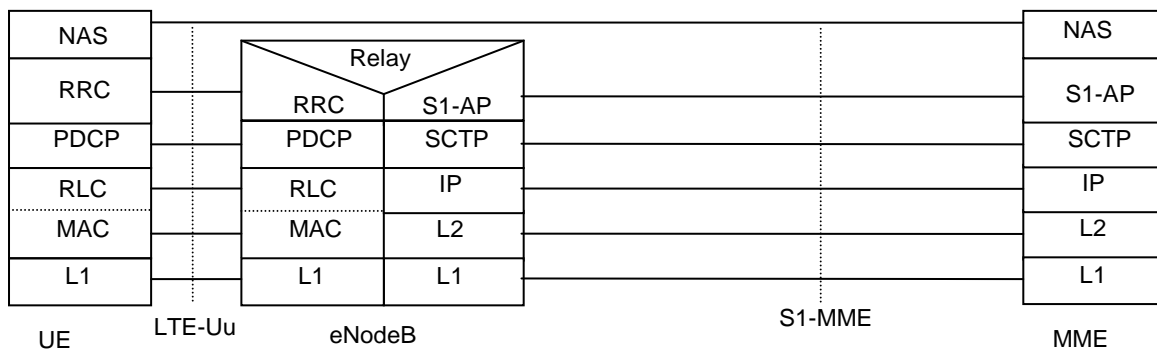 NAS
NAS
Relay
RRC
RRC
S1-AP
S1-AP
PDCP
PDCP
SCTP
SCTP
RLC
RLC
IP
IP
MAC
MAC
L2
L2
L1
L1
L1
L1
LTE-Uu
S1-MME
UE
eNodeB
MME